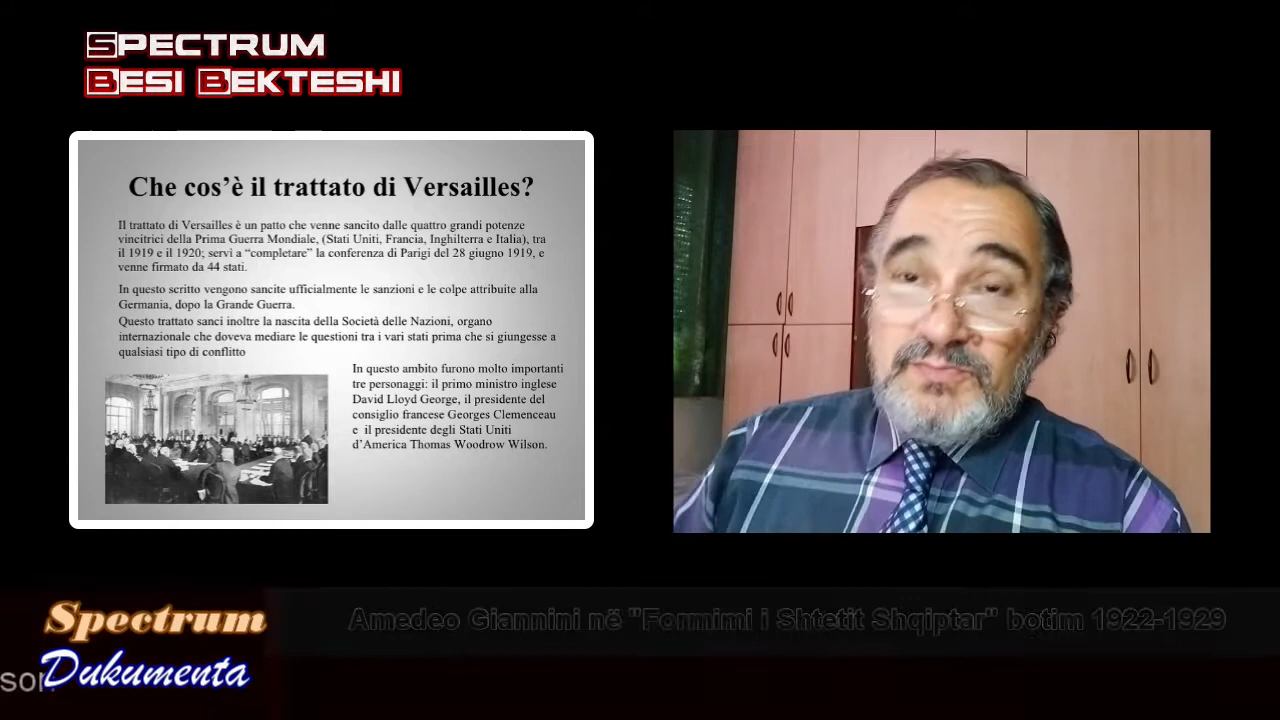 SPECTRUM
BESI BEKTESHI
Che cos'è il trattato di Versailles?
Il trattato di Versailles è un patto che venne sancito dalle quattro grandi potenze
vincitrici della Prima Guerra Mondiale, (Stati Uniti, Francia, Inghilterra e Italia), tra
il 1919 e il 1920; servì a “completare” la conferenza di Parigi del 28 giugno 1919, e
venne firmato da 44 stati.
In questo scritto vengono sancite ufficialmente le sanzioni e le colpe attribuite alla
Germania, dopo la Grande Guerra.
Questo trattato sancì inoltre la nascita della Società delle Nazioni, organo
internazionale che doveva mediare le questioni tra i vari stati prima che si giungesse a
qualsiasi tipo di conflitto
In questo ambito furono molto importanti
tre personaggi: il primo ministro inglese
David Lloyd George, il presidente del
consiglio francese Georges Clemenceau
e il presidente degli Stati Uniti
d'America Thomas Woodrow Wilson.
Amedeo Giannini në "Formimi i Shtetit Shqiptar" botim 1922-1929
Spectrum
Dukumenta